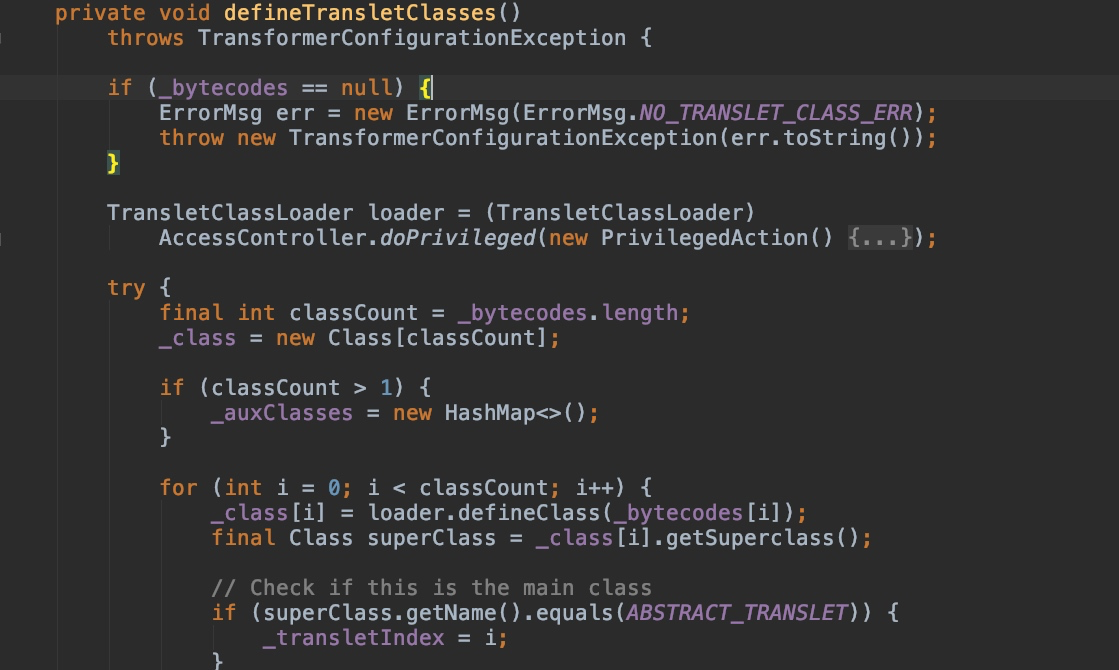 private void defineTransletClasses()
    throws TransformerConfigurationException {

    if (_bytecodes == null) {
        ErrorMsg err = new ErrorMsg(ErrorMsg.NO_TRANSLET_CLASS_ERR);
        throw new TransformerConfigurationException(err.toString());
    }

    TransletClassLoader loader = (TransletClassLoader)
        AccessController.doPrivileged(new PrivilegedAction() {...});

    try {
        final int classCount = _bytecodes.length;
        _class = new Class[classCount];

        if (classCount > 1) {
            _auxClasses = new HashMap<>();
        }

        for (int i = 0; i < classCount; i++) {
            _class[i] = loader.defineClass(_bytecodes[i]);
            final Class superClass = _class[i].getSuperclass();

            // Check if this is the main class
            if (superClass.getName().equals(ABSTRACT_TRANSLET)) {
                _transletIndex = i;
            }